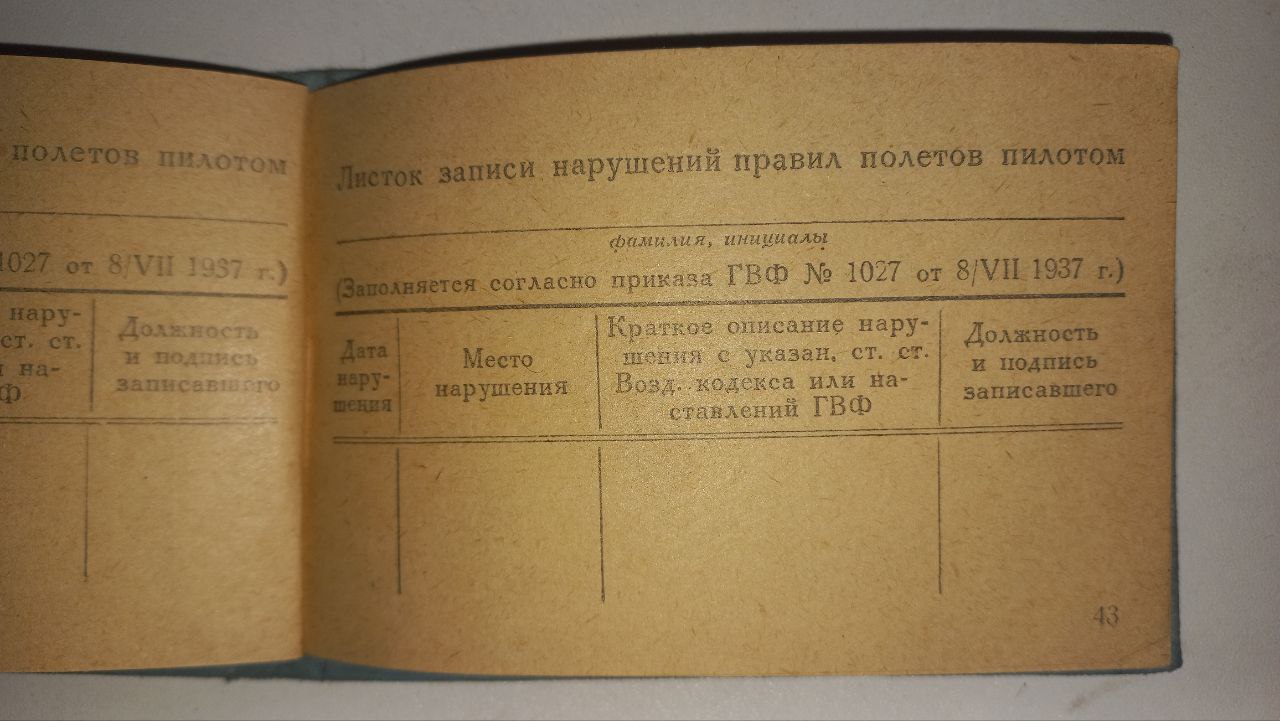 полетов пилотом
1027 от 8/VII 1937 г.)
нару-
ст. ст.
на-
Должность
и подпись
записавшего
Листок записи нарушений правил полетов пилотом
фамилия, инициалы
(Заполняется согласно приказа ГВФ № 1027 от 8/VII 1937 г.)
Дата
нару-
шения
Место
нарушения
Краткое описание нару-
шения с указан. ст. ст.
Возд. кодекса или на-
ставлений ГВФ
Должность
и подпись
записавшего
43